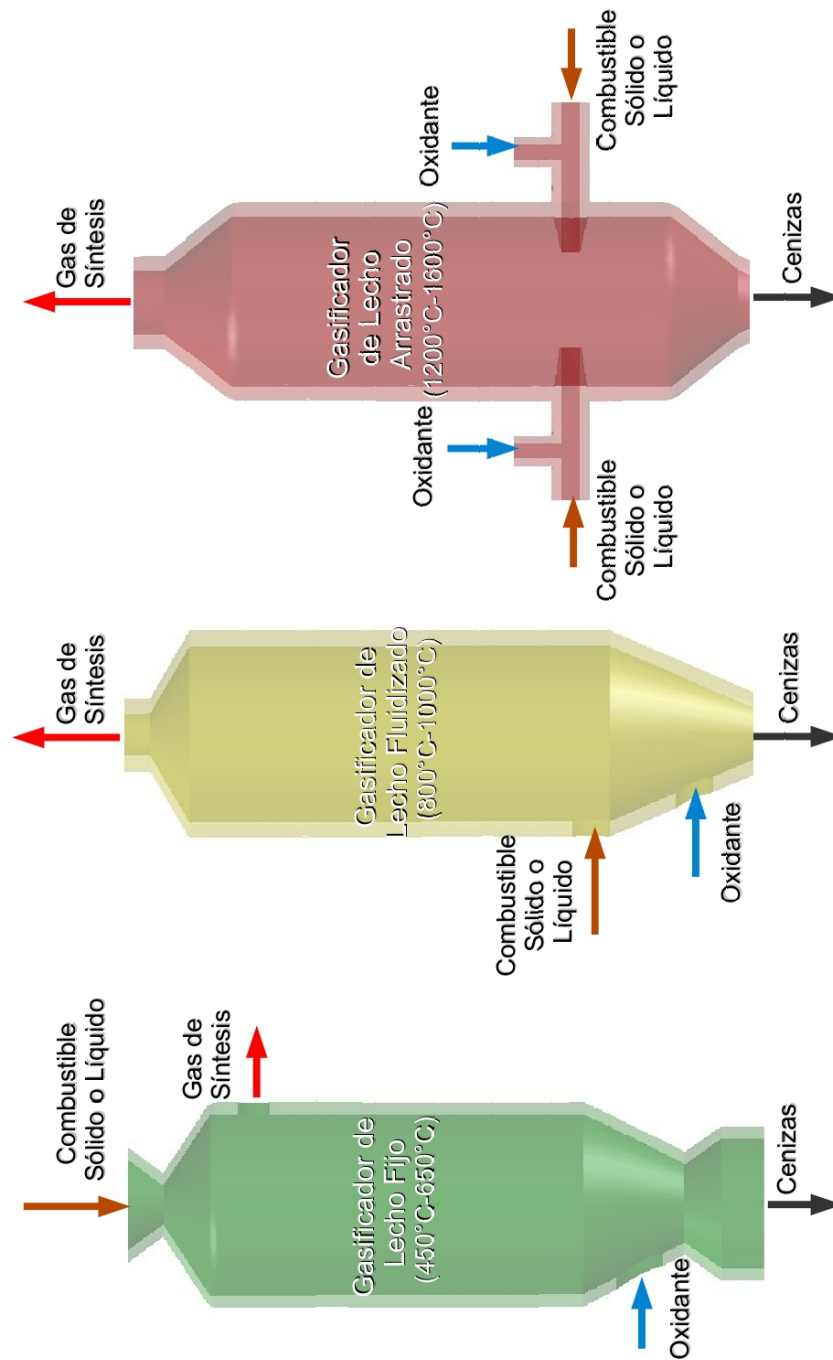 Combustible
Sólido o Líquido
Gas de
Síntesis
Gasificador de
Lecho Fijo
(450°C-650°C)
Oxidante
Cenizas
Gas de
Síntesis
Gasificador de
Lecho Fluidizado
(800°C-1000°C)
Combustible
Sólido o
Líquido
Oxidante
Cenizas
Gas de
Síntesis
Gasificador
de Lecho
Arrastrado
(1200°C-1600°C)
Oxidante
Oxidante
Combustible
Sólido o
Líquido
Combustible
Sólido o
Líquido
Cenizas